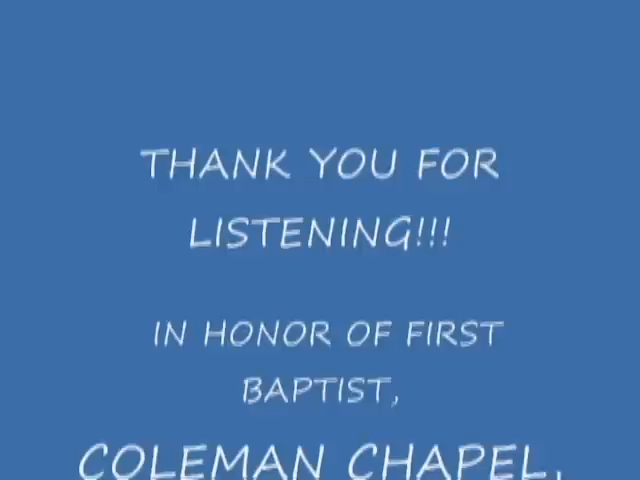 THANK YOU FOR
LISTENING!!!
IN HONOR OF FIRST
BAPTIST,
COLEMAN CHAPEL,